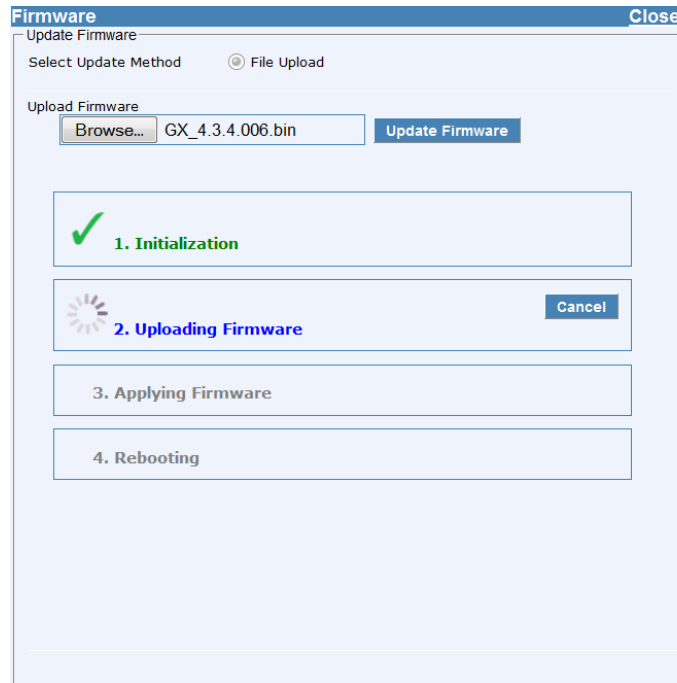 Firmware Close
Update Firmware
Select Update Method File Upload
Upload Firmware
Browse... GX_4.3.4.006.bin Update Firmware
1. Initialization
Cancel
2. Uploading Firmware
3. Applying Firmware
4. Rebooting